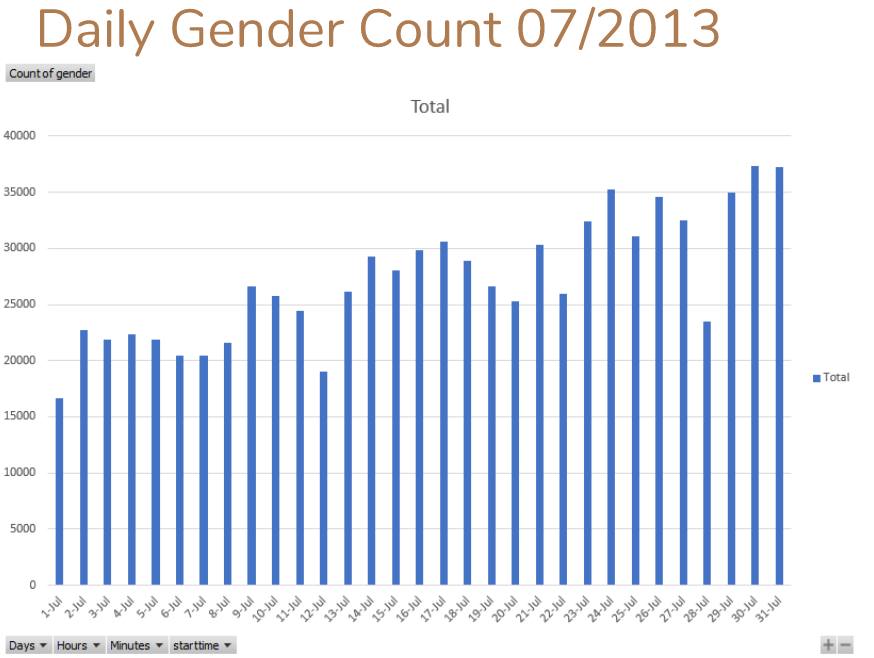 Daily Gender Count 07/2013
Count of gender
Total
40000
35000
30000
25000
20000
15000
10000
5000
0
Total
1-Jul 2-Jul 3-Jul 4-Jul 5-Jul 6-Jul 7-Jul 8-Jul 9-Jul 10-Jul 11-Jul 12-Jul 13-Jul 14-Jul 15-Jul 16-Jul 17-Jul 18-Jul 19-Jul 20-Jul 21-Jul 22-Jul 23-Jul 24-Jul 25-Jul 26-Jul 27-Jul 28-Jul 29-Jul 30-Jul 31-Jul
Days Hours Minutes starttime + −